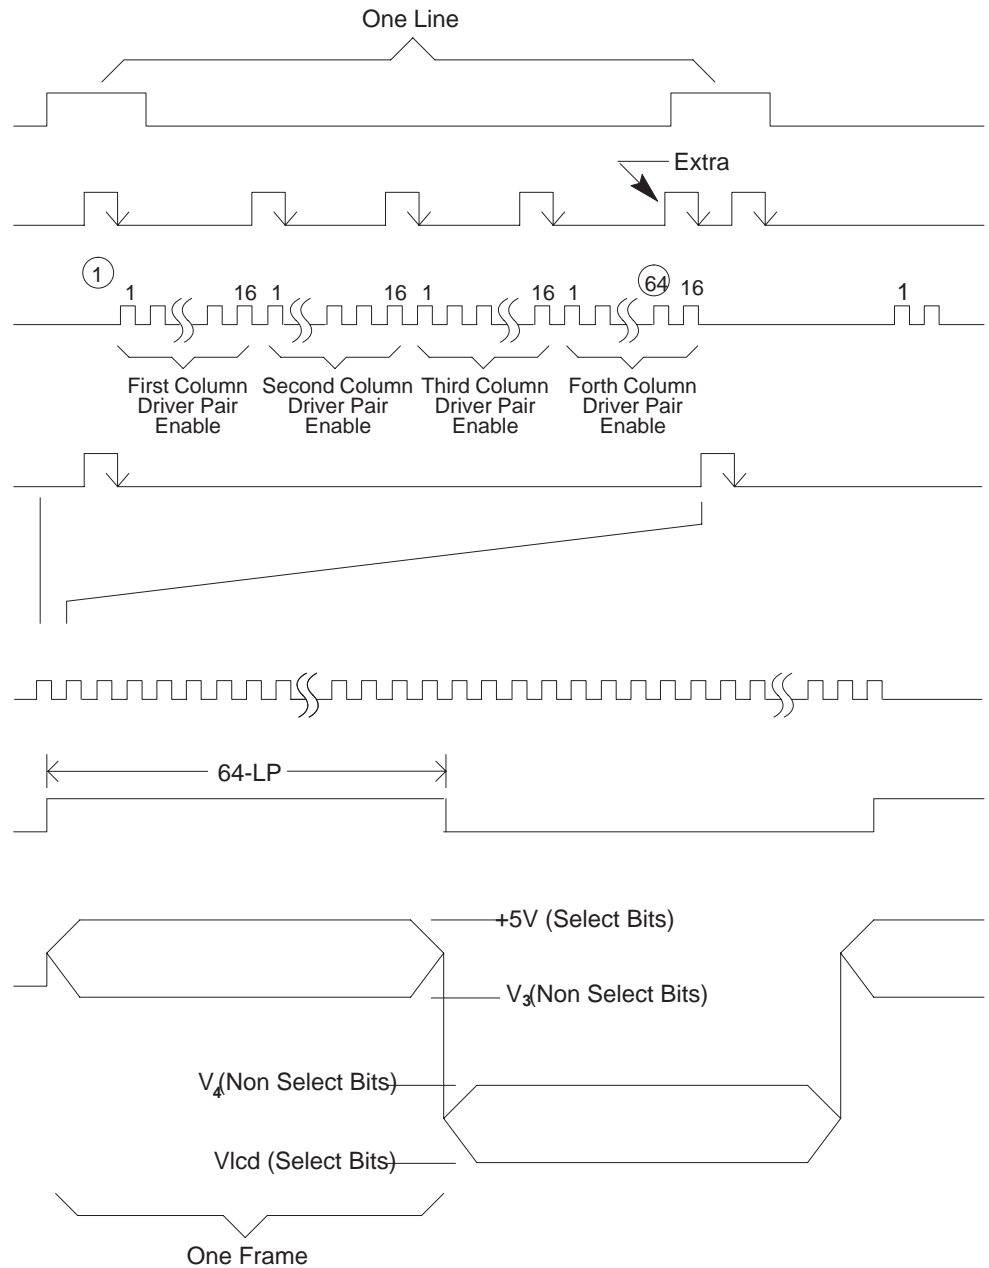 One Line
Extra
1 64
1 16 1 16 1 16 1 16 1
First Column Second Column Third Column Forth Column
Driver Pair Driver Pair Driver Pair Driver Pair
Enable Enable Enable Enable
64-LP
+5V (Select Bits)
V3(Non Select Bits)
V4(Non Select Bits)
Vlcd (Select Bits)
One Frame